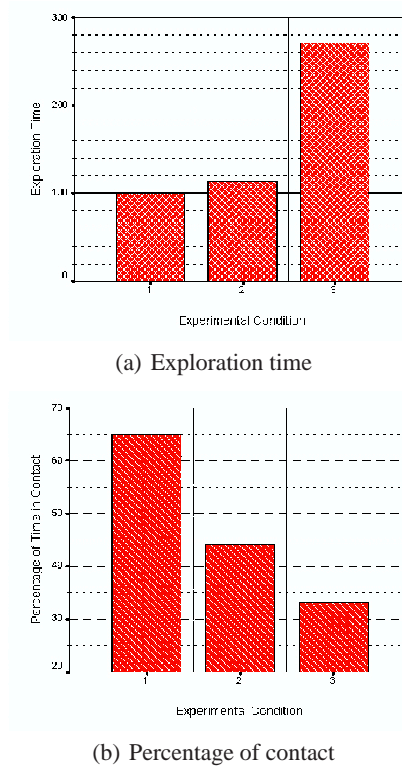 300
200
100
0
Exploration Time
1 2 3
Experimental Condition
(a) Exploration time
70
60
50
40
30
20
Percentage of Time in Contact
1 2 3
Experimental Condition
(b) Percentage of contact